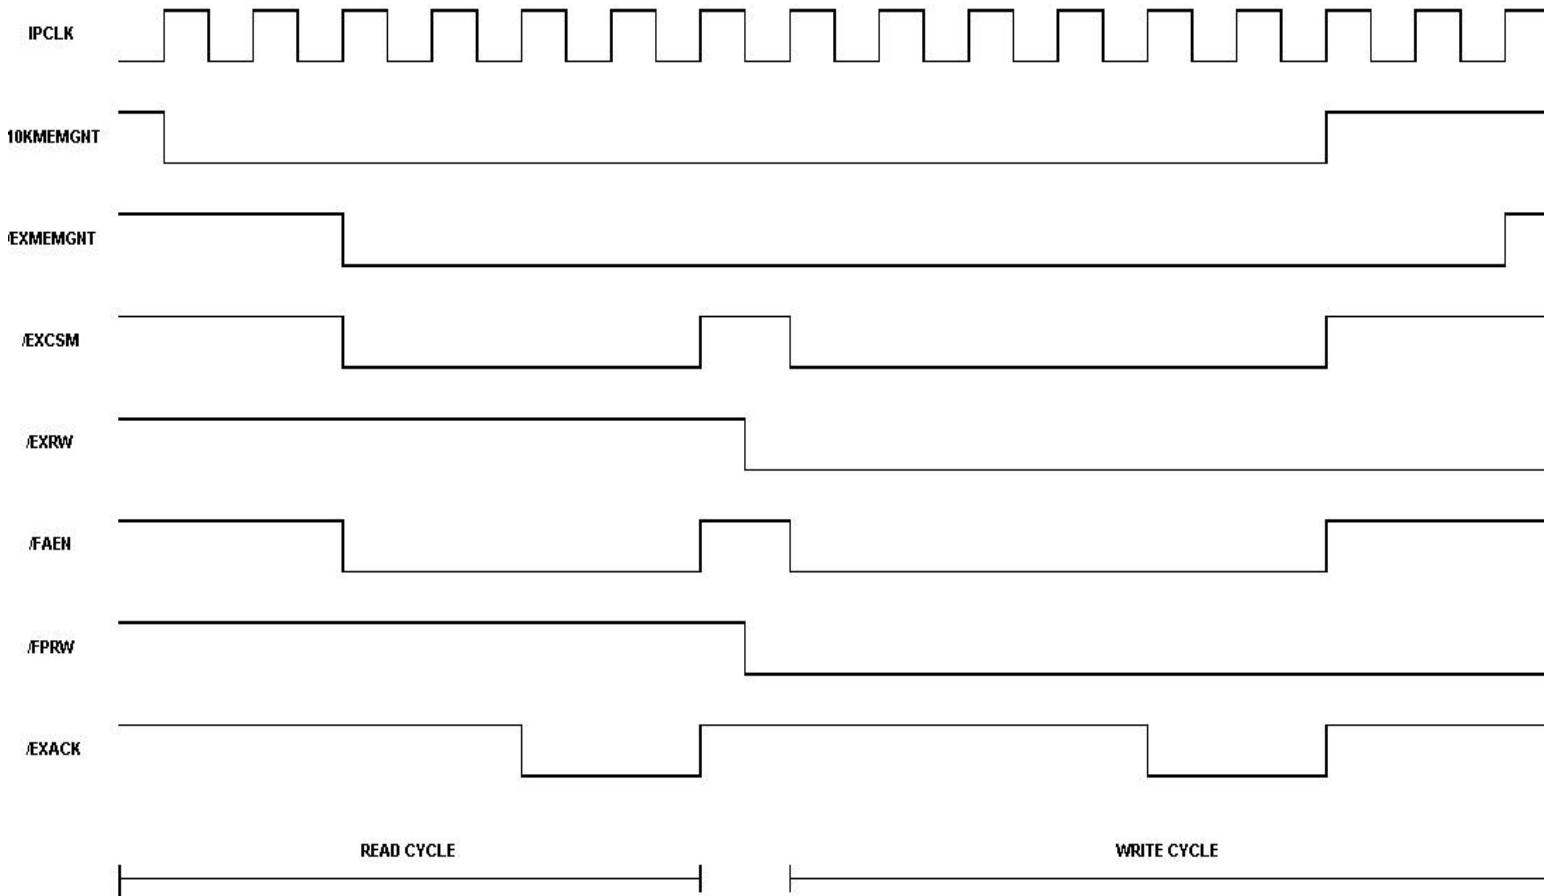 IPCLK
10KMEMGNT
/EXMEMGNT
/EXCSM
/EXRW
/FAEN
/FPRW
/EXACK
READ CYCLE
WRITE CYCLE